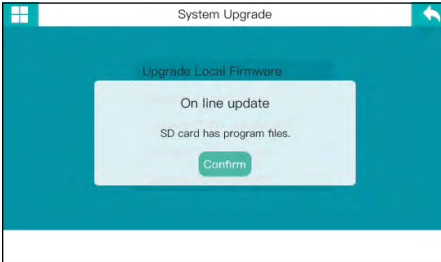 System Upgrade
Upgrade Local Firmware
On line update
SD card has program files.
Confirm